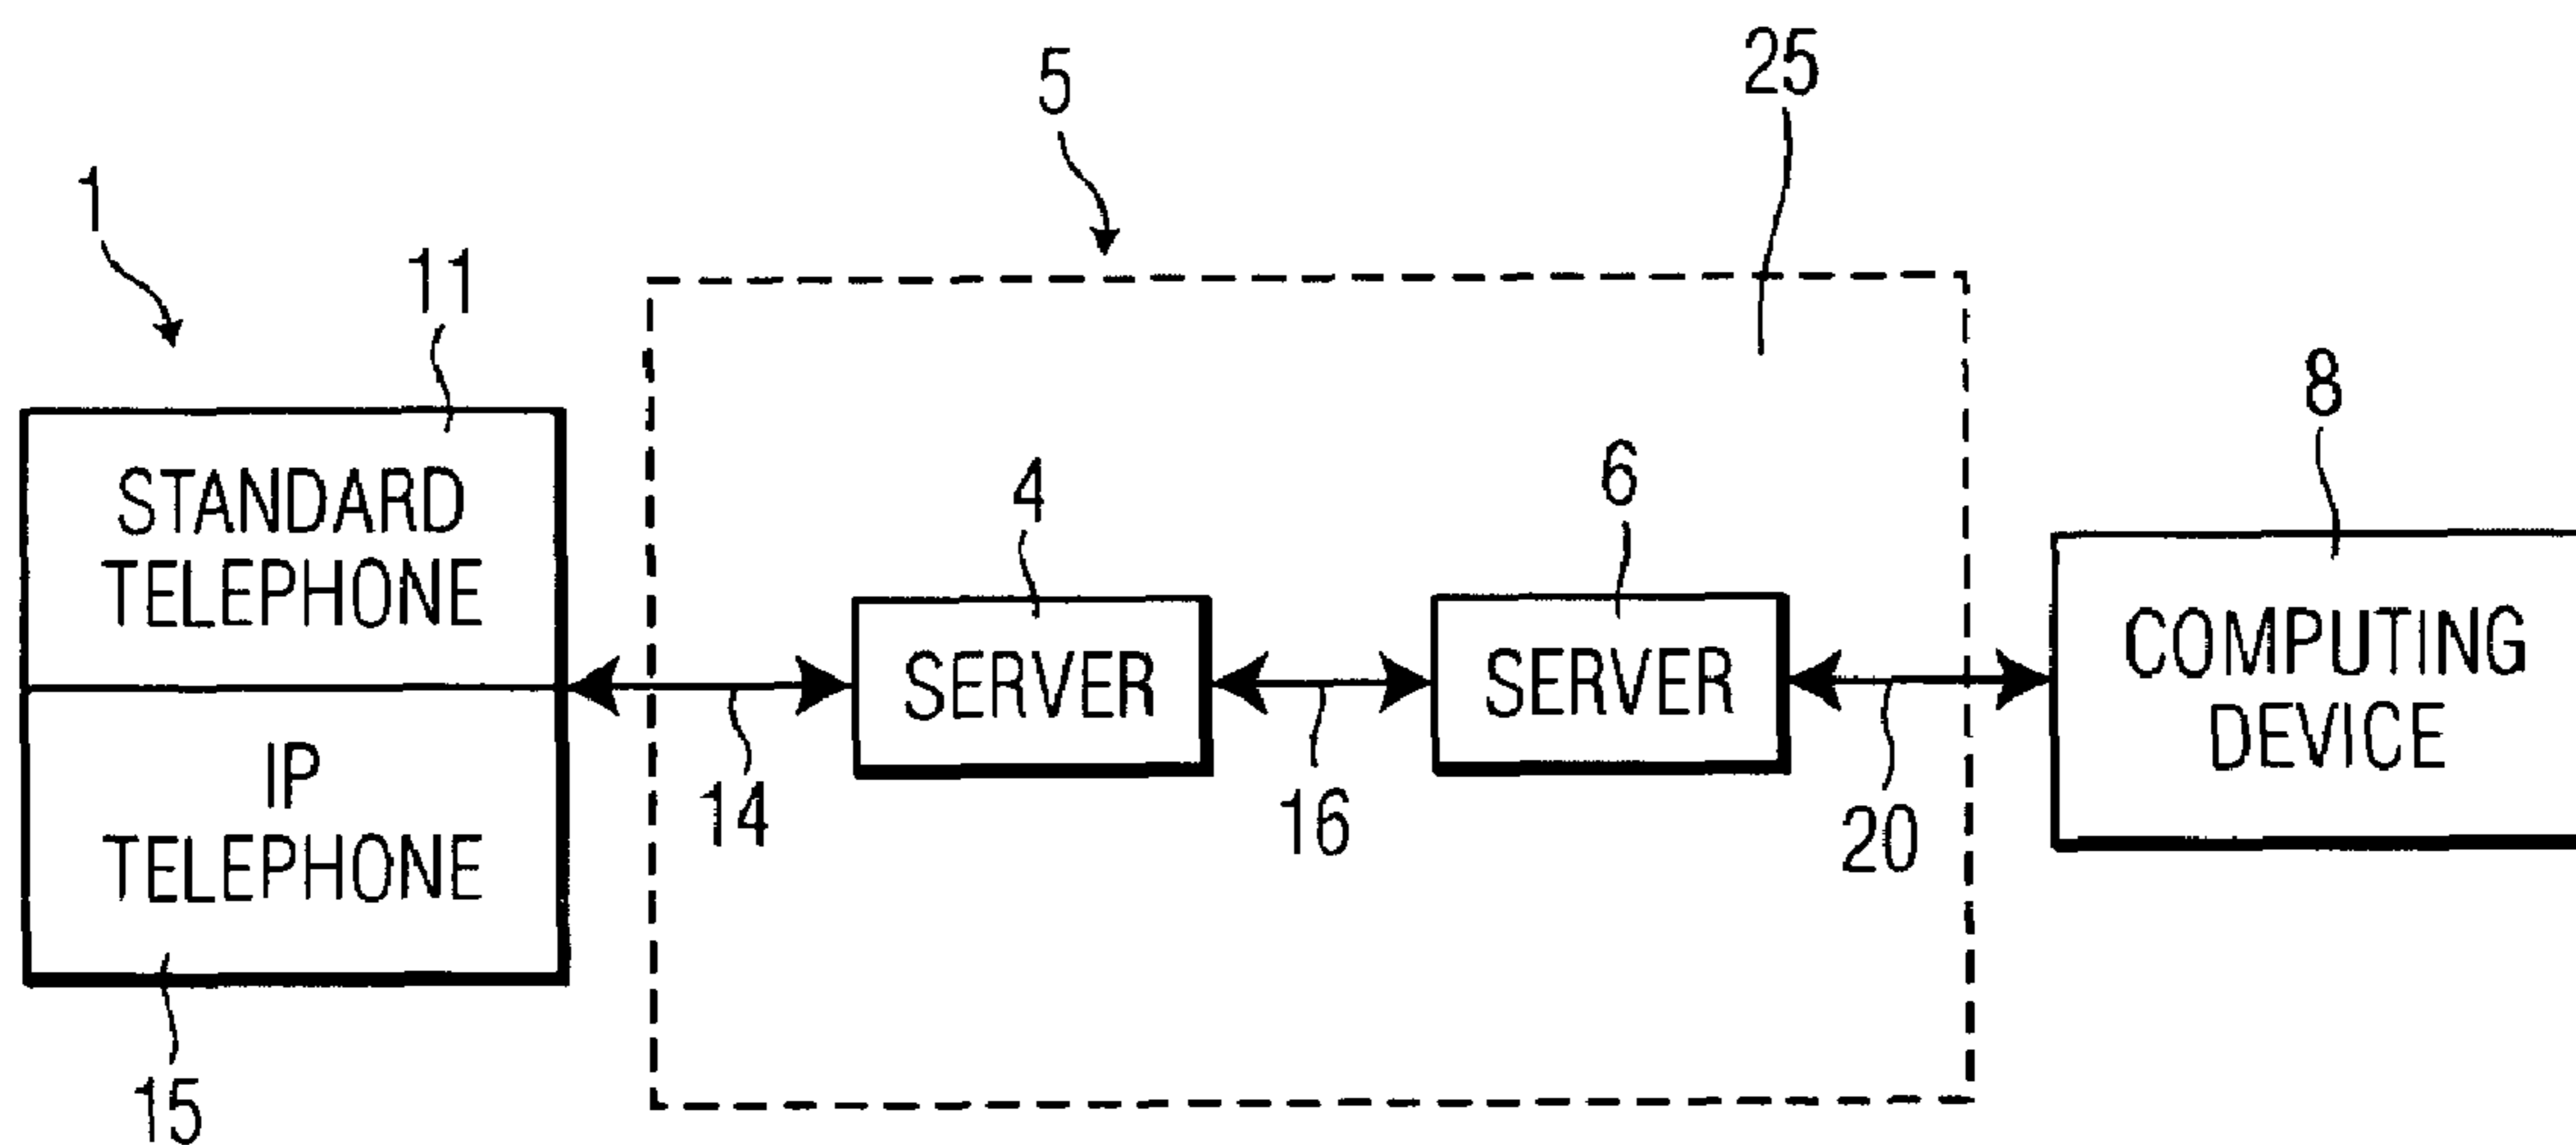 5
25
1
11
8
STANDARD
TELEPHONE
4
6
SERVER
SERVER
COMPUTING
DEVICE
IP
TELEPHONE
14
16
20
15